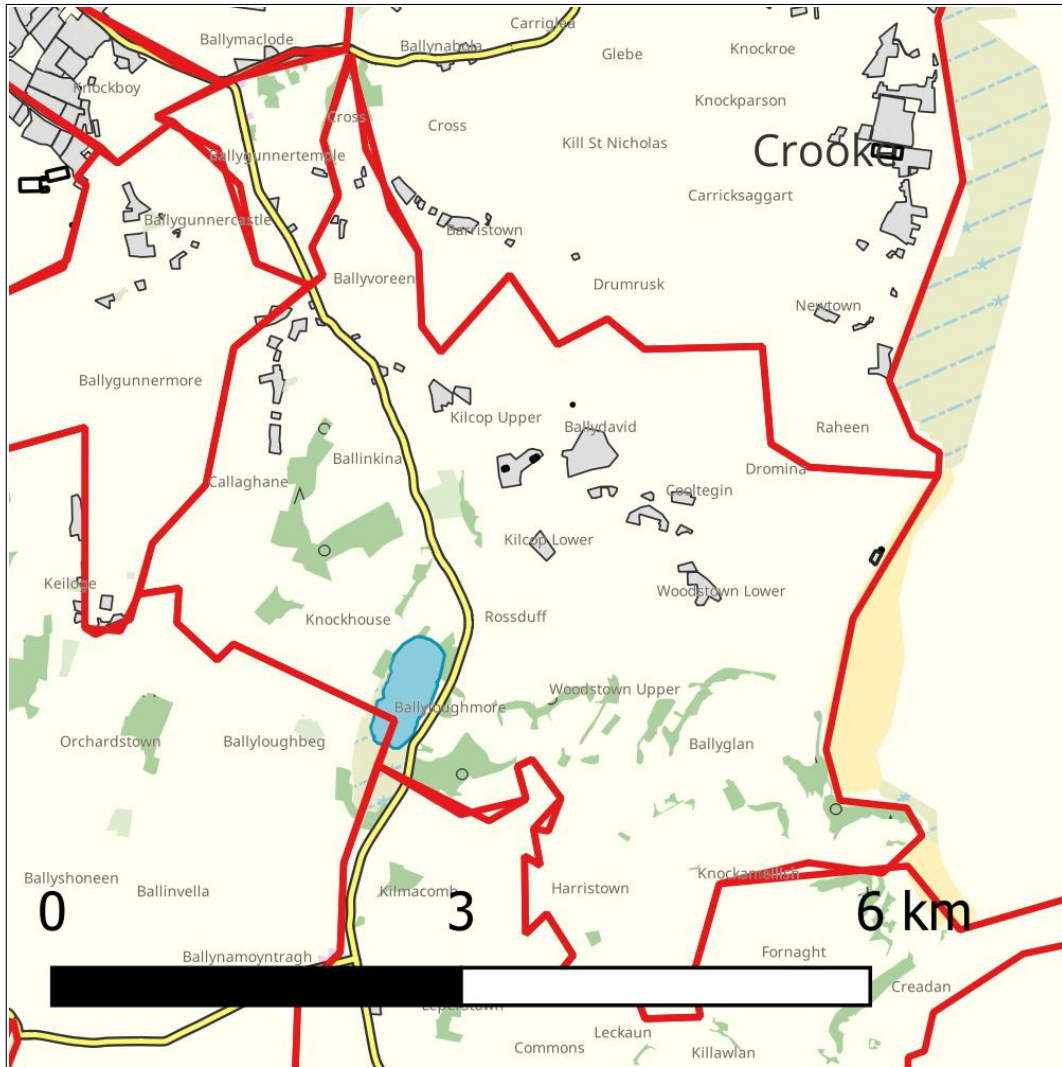 Carriglea
Ballymaclode
Ballynabola
Glebe
Knockroe
Knockboy
Knockparson
Cross
Cross
Kill St Nicholas
Crooke
Ballygunnertemple
Carricksaggart
Ballygunnercastle
Barristown
Ballyvoreen
Drumrusk
Newtown
Ballygunnermore
Kilcop Upper
Ballydavid
Raheen
Ballinkina
Dromina
Callaghane
Cooltegin
Kilcop Lower
Keiloge
Woodstown Lower
Knockhouse
Rossduff
Woodstown Upper
Ballyloughmore
Orchardstown
Ballyloughbeg
Ballyglan
Ballyshoneen
Ballinvella
Kilmacomb
Harristown
Knockamellish
0 3 6 km
Ballynamoyntragh
Fornaght
Creadan
Leperstown
Leckaun
Commons
Killawlan